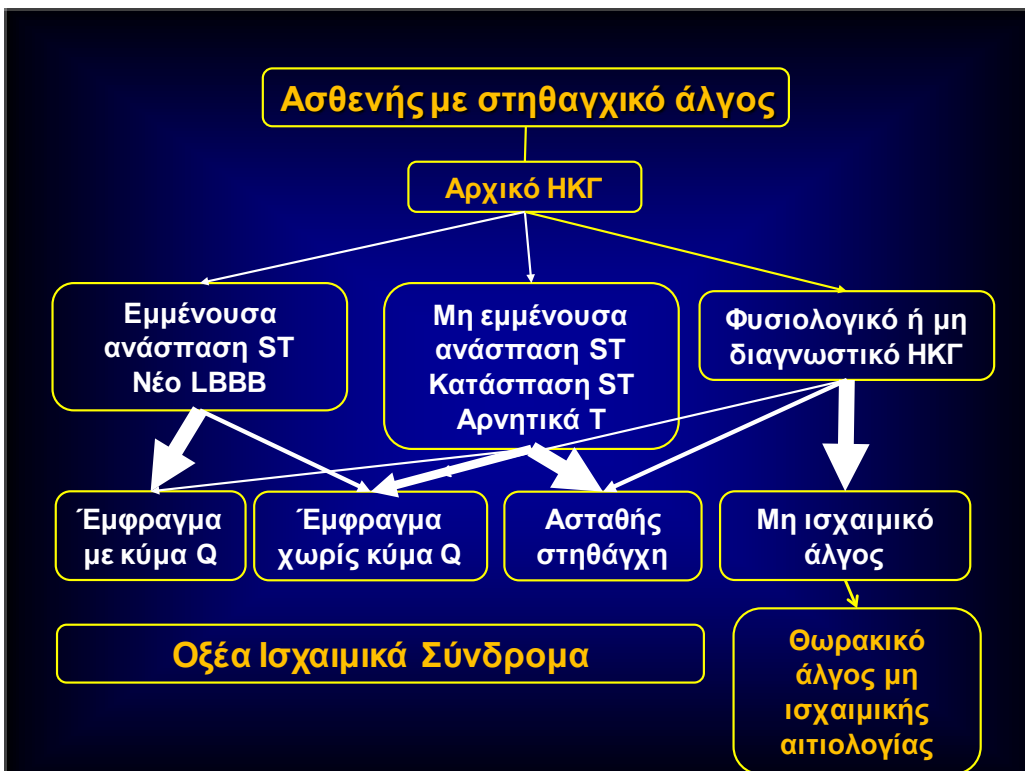 Ασθενής με στηθαγχικό άλγος
Αρχικό ΗΚΓ
Εμμένουσα
ανάσπαση ST
Νέο LBBB
Μη εμμένουσα
ανάσπαση ST
Κατάσπαση ST
Αρνητικά Τ
Φυσιολογικό ή μη
διαγνωστικό ΗΚΓ
Έμφραγμα
με κύμα Q
Έμφραγμα
χωρίς κύμα Q
Ασταθής
στηθάγχη
Μη ισχαιμικό
άλγος
Οξέα Ισχαιμικά Σύνδρομα
Θωρακικό
άλγος μη
ισχαιμικής
αιτιολογίας